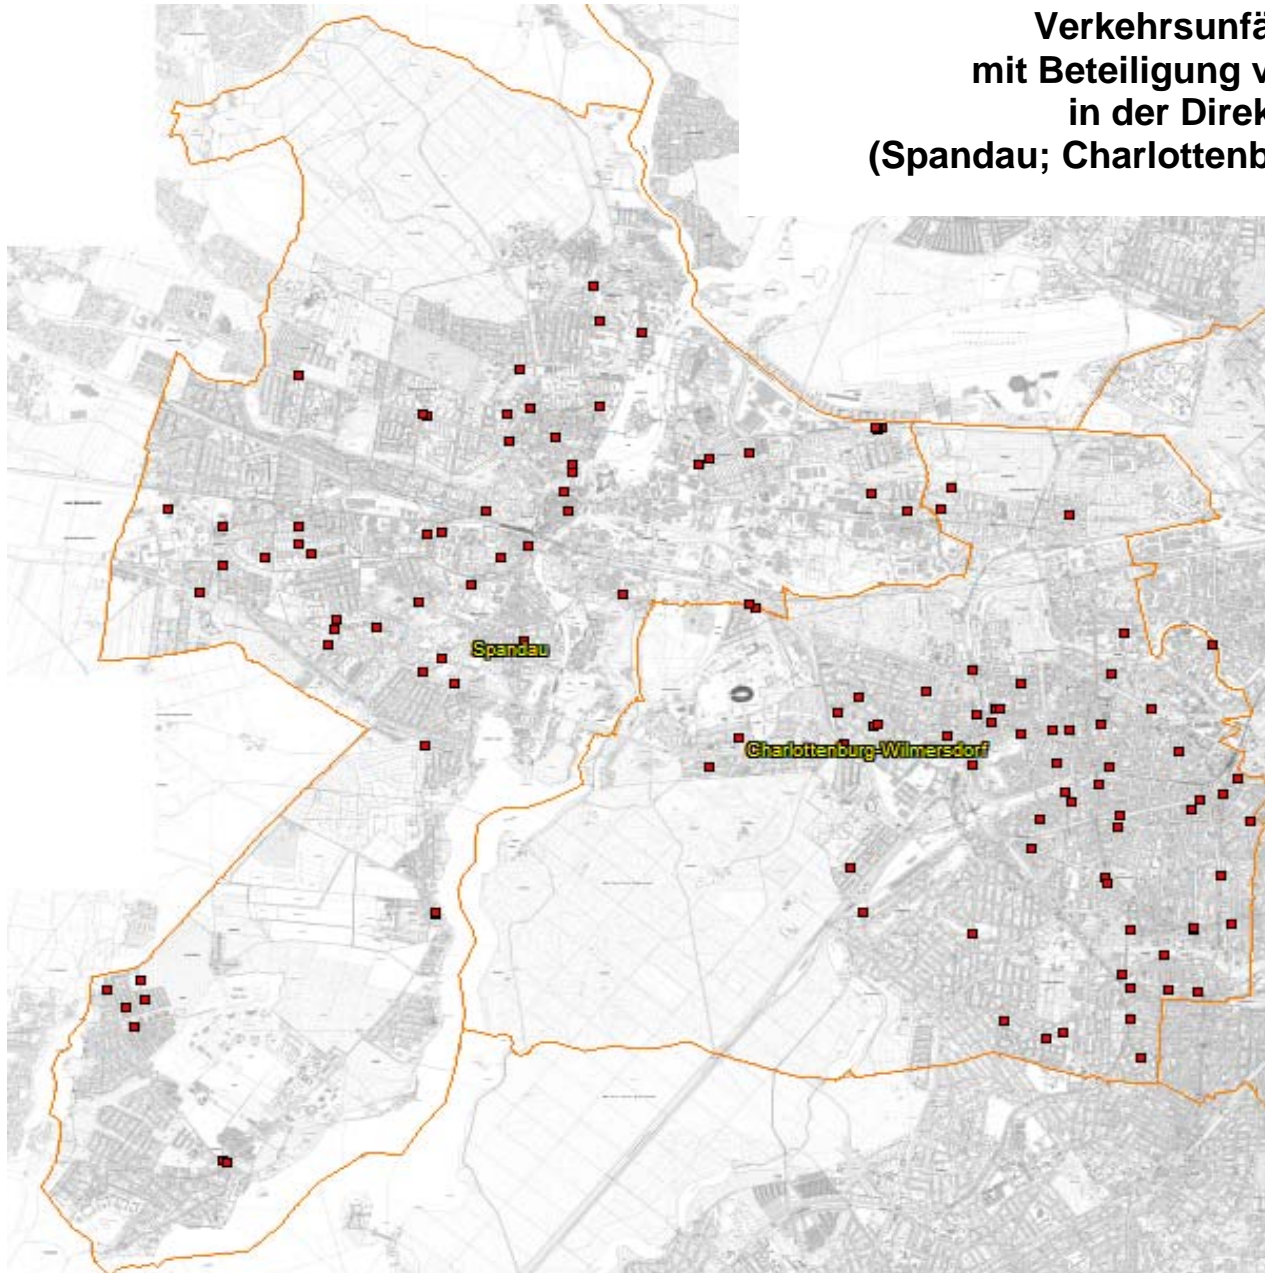 Verkehrsunfä
mit Beteiligung v
in der Direk
(Spandau; Charlottenb
Spandau
Charlottenburg-Wilmersdorf